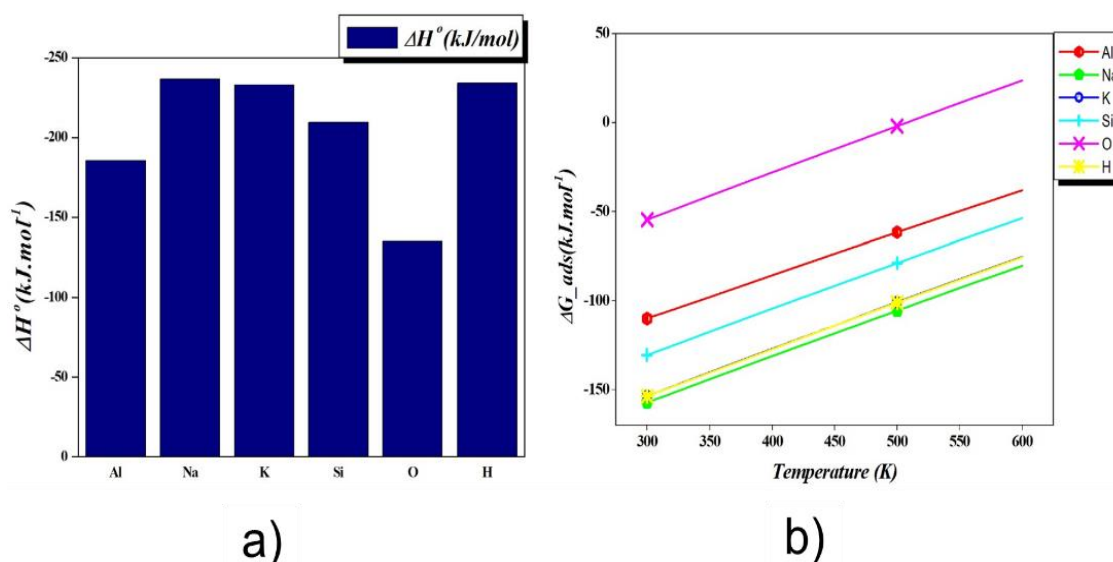 ΔH° (kJ/mol)
ΔH° (kJ.mol⁻¹)
-250
-200
-150
-100
-50
0
Al Na K Si O H
a)
ΔG_ads(kJ.mol⁻¹)
50
0
-50
-100
-150
300 350 400 450 500 550 600
Temperature (K)
Al
Na
K
Si
O
H
b)